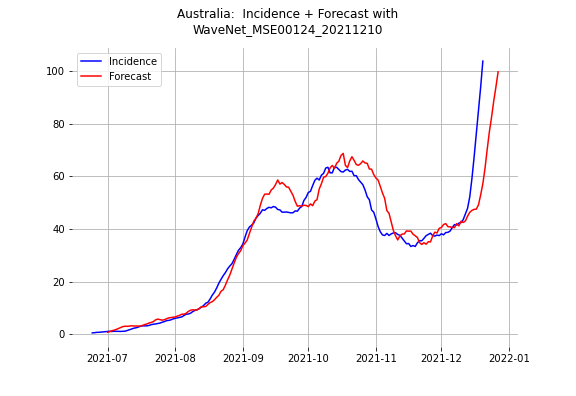 Australia:  Incidence + Forecast with
WaveNet_MSE00124_20211210
Incidence
Forecast
100
80
60
40
20
0
2021-07 2021-08 2021-09 2021-10 2021-11 2021-12 2022-01